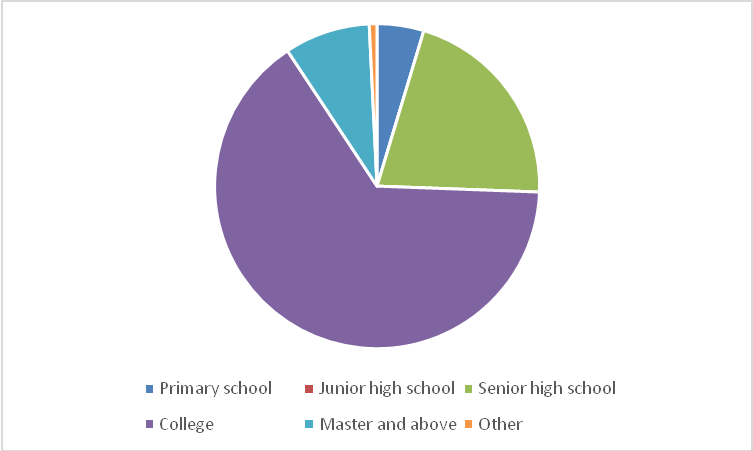 Primary school Junior high school Senior high school
College Master and above Other